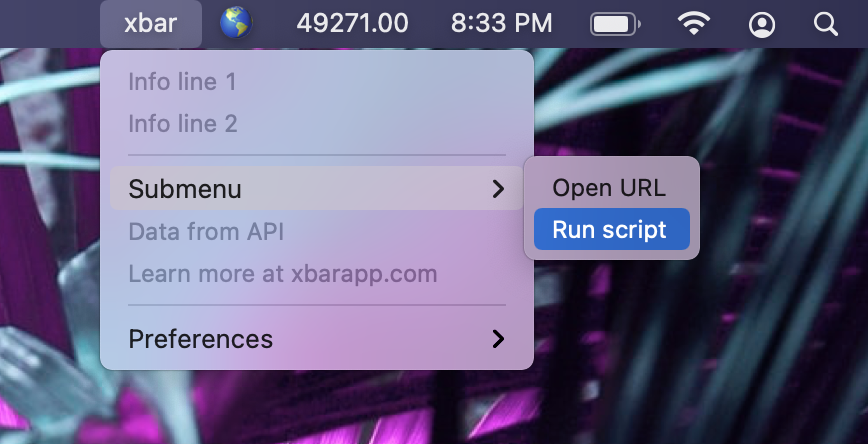 xbar 49271.00 8:33 PM
Info line 1
Info line 2
Submenu
Open URL
Run script
Data from API
Learn more at xbarapp.com
Preferences